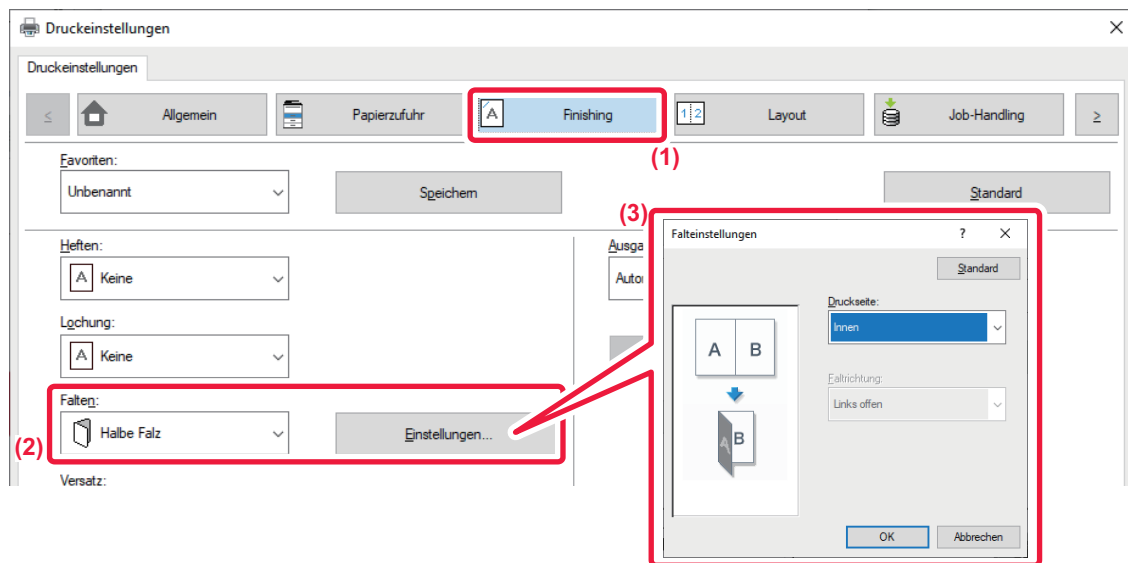 Druckeinstellungen
Druckeinstellungen
< Allgemein Papierzufuhr A Finishing 1 2 Layout Job-Handling >
(1)
Favoriten:
Unbenannt Speichern Standard
(3)
Heften:
A Keine
Lochung:
A Keine
(2)
Falten:
Halbe Falz Einstellungen...
Versatz:
Ausga
Auto
Falteinstellungen ?
Standard
A B
A B
Druckseite:
Innen
Faltrichtung:
Links offen
OK Abbrechen